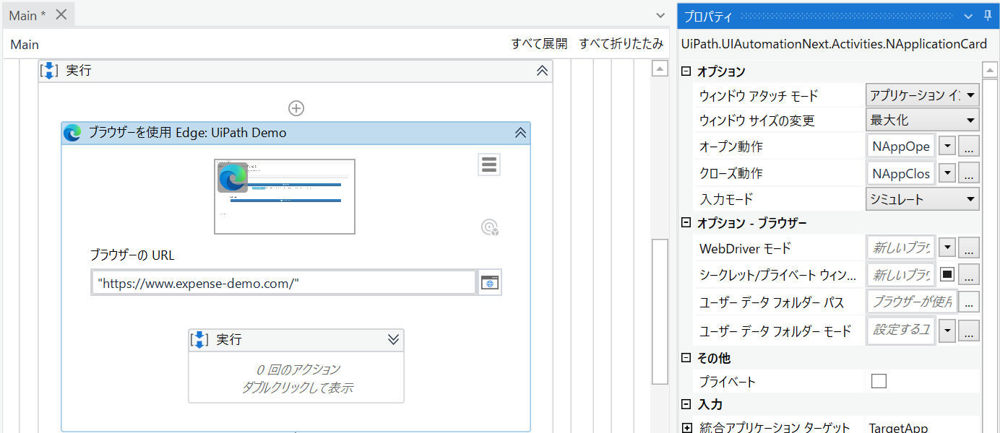 Main *
Main
すべて展開 すべて折りたたみ
実行
ブラウザーを使用 Edge: UiPath Demo
ブラウザーの URL
"https://www.expense-demo.com/"
実行
0 回のアクション
ダブルクリックして表示
プロパティ
UiPath.UIAutomationNext.Activities.NApplicationCard
オプション
ウィンドウ アタッチ モード アプリケーション イン
ウィンドウ サイズの変更 最大化
オープン動作 NAppOpe ...
クローズ動作 NAppClos ...
入力モード シミュレート
オプション - ブラウザー
WebDriver モード 新しいブラウ ...
シークレット/プライベート ウィン... 新しいブラウ ...
ユーザー データ フォルダー パス ブラウザーが使用 ...
ユーザー データ フォルダー モード 設定するユ ...
その他
プライベート
入力
統合アプリケーション ターゲット TargetApp